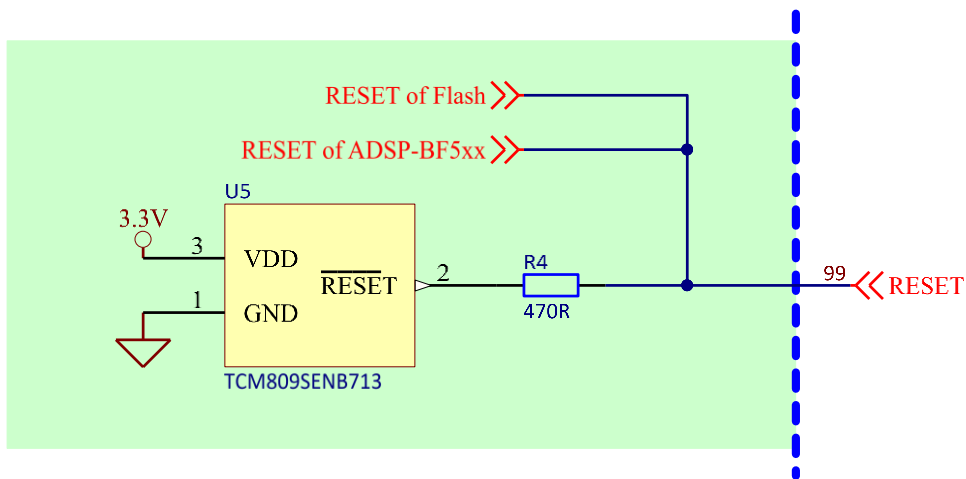 RESET of Flash
RESET of ADSP-BF5xx
U5
3.3V
3
VDD
RESET
2
R4
470R
99
RESET
1
GND
TCM809SENB713